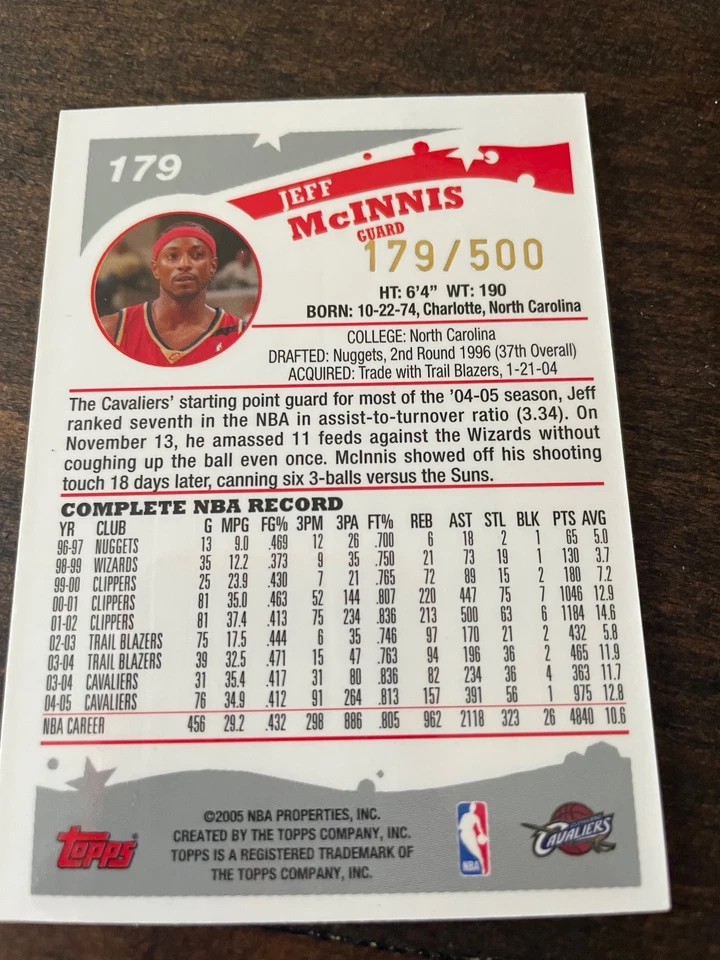 179
JEFF
McINNIS
GUARD
179/500
HT: 6'4" WT: 190
BORN: 10-22-74, Charlotte, North Carolina
COLLEGE: North Carolina
DRAFTED: Nuggets, 2nd Round 1996 (37th Overall)
ACQUIRED: Trade with Trail Blazers, 1-21-04
The Cavaliers' starting point guard for most of the '04-05 season, Jeff
ranked seventh in the NBA in assist-to-turnover ratio (3.34). On
November 13, he amassed 11 feeds against the Wizards without
coughing up the ball even once. McInnis showed off his shooting
touch 18 days later, canning six 3-balls versus the Suns.
COMPLETE NBA RECORD
YR CLUB G MPG FG% 3PM 3PA FT% REB AST STL BLK PTS AVG
96-97 NUGGETS 13 9.0 .469 12 26 .700 6 18 2 1 65 5.0
98-99 WIZARDS 35 12.2 .373 9 35 .750 21 73 19 1 130 3.7
99-00 CLIPPERS 25 23.9 .430 7 21 .765 72 89 15 2 180 7.2
00-01 CLIPPERS 81 35.0 .463 52 144 .807 220 447 75 7 1046 12.9
01-02 CLIPPERS 81 37.4 .413 75 234 .836 213 500 63 6 1184 14.6
02-03 TRAIL BLAZERS 75 17.5 .444 6 35 .746 97 170 21 2 432 5.8
03-04 TRAIL BLAZERS 39 32.5 .471 15 47 .763 94 196 36 2 465 11.9
03-04 CAVALIERS 31 35.4 .417 31 80 .836 82 234 36 4 363 11.7
04-05 CAVALIERS 76 34.9 .412 91 264 .813 157 391 56 1 975 12.8
NBA CAREER 456 29.2 .432 298 886 .805 962 2118 323 26 4840 10.6
©2005 NBA PROPERTIES, INC.
CREATED BY THE TOPPS COMPANY, INC.
TOPPS IS A REGISTERED TRADEMARK OF
THE TOPPS COMPANY, INC.
Topps
NBA
CLEVELAND
CAVALIERS